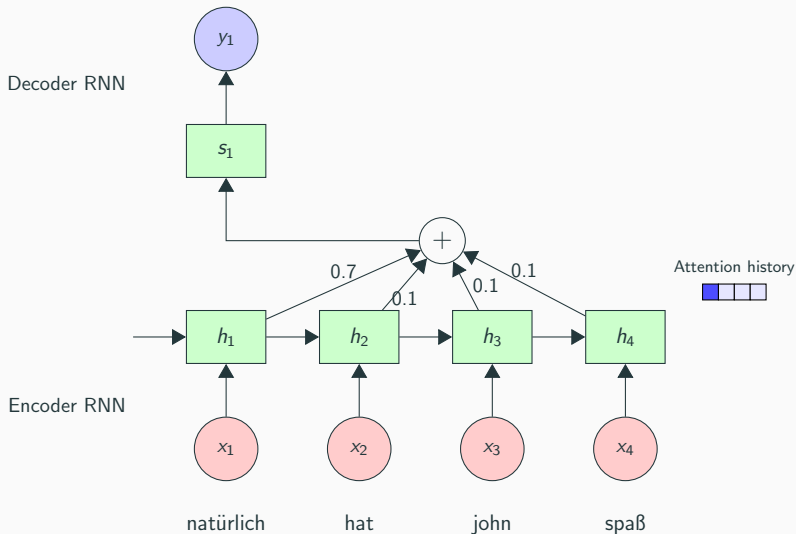 y1
Decoder RNN
s1
+
Attention history
0.7
0.1
0.1
0.1
h1
h2
h3
h4
Encoder RNN
x1
x2
x3
x4
natürlich
hat
john
spaß